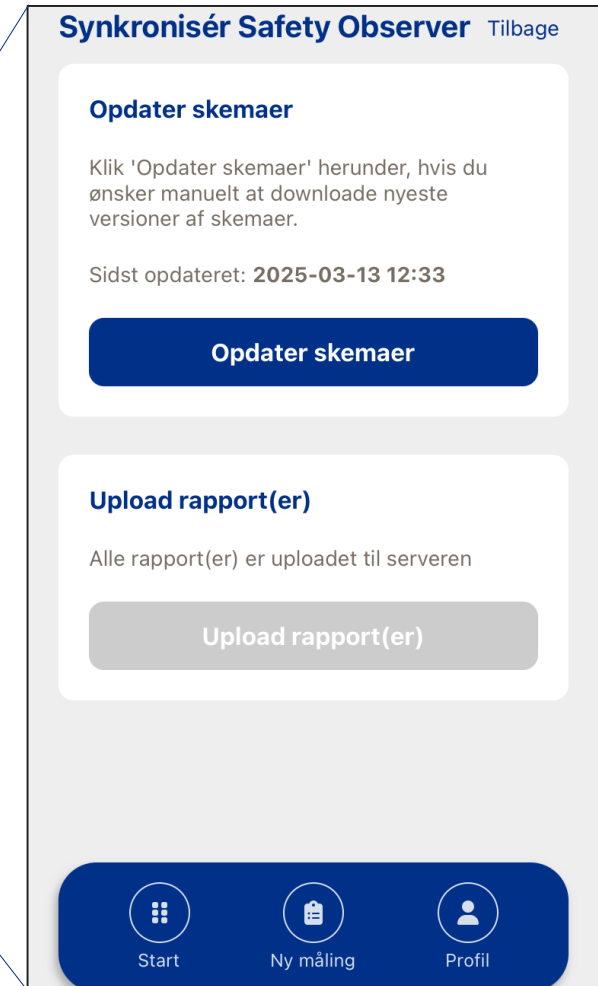 Synkronisér Safety Observer Tilbage
Opdater skemaer
Klik 'Opdater skemaer' herunder, hvis du
ønsker manuelt at downloade nyeste
versioner af skemaer.
Sidst opdateret: 2025-03-13 12:33
Opdater skemaer
Upload rapport(er)
Alle rapport(er) er uploadet til serveren
Upload rapport(er)
Start Ny måling Profil